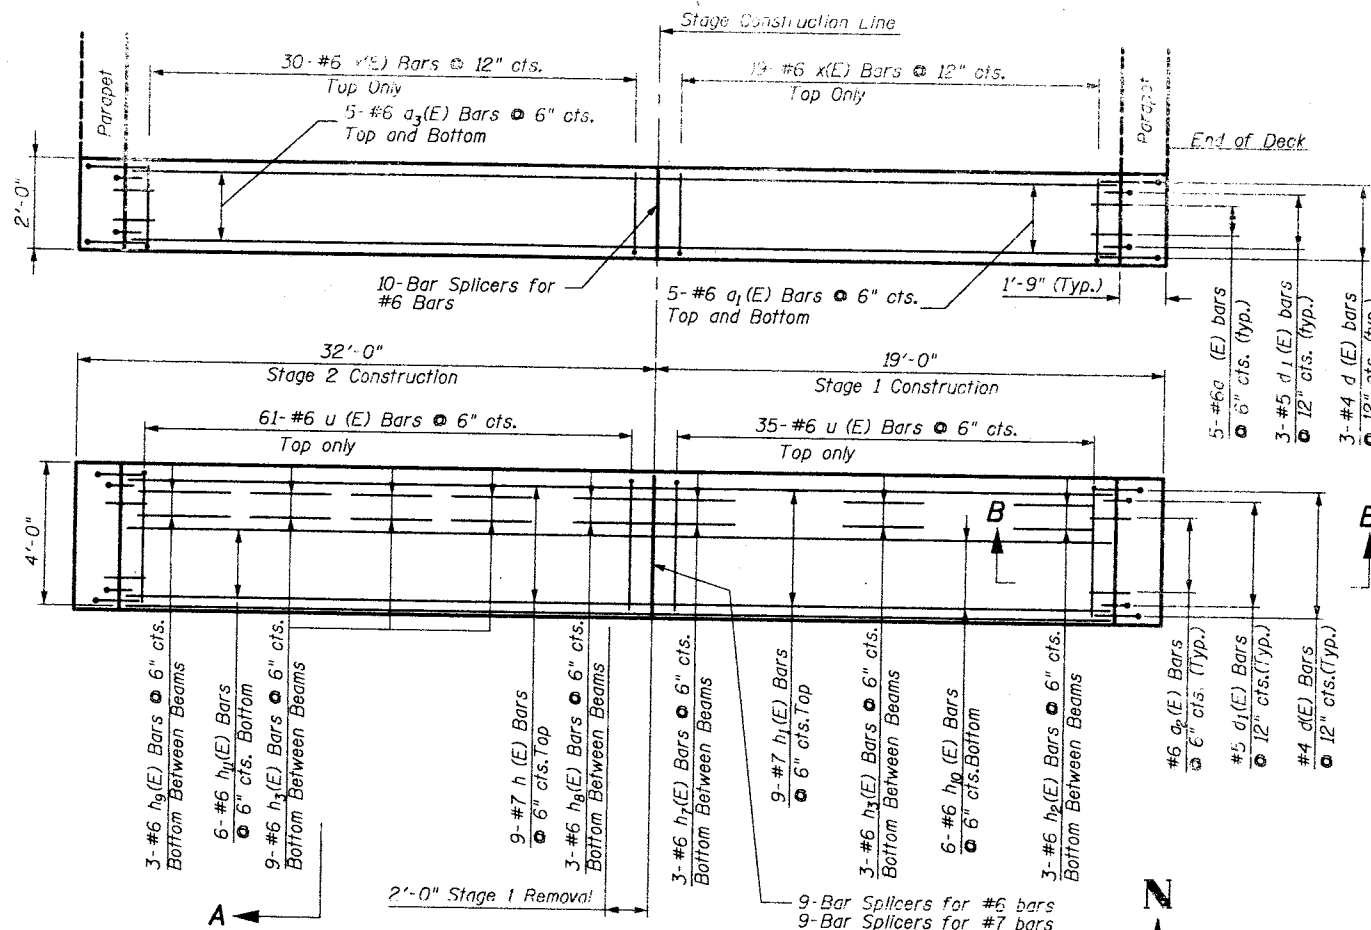 Stage Construction Line
30-#6 x(E) Bars @ 12" cts.
Top Only
19-#6 x(E) Bars @ 12" cts.
Top Only
Parapet
5-#6 a3(E) Bars @ 6" cts.
Top and Bottom
Parapet
End of Deck
2'-0"
10-Bar Splicers for
#6 Bars
5-#6 a1(E) Bars @ 6" cts.
Top and Bottom
1'-9" (Typ.)
5-#6a (E) bars
@ 6" cts. (typ.)
3-#5 d1(E) bars
@ 12" cts. (typ.)
3-#4 d (E) bars
@ 12" cts. (typ.)
32'-0"
Stage 2 Construction
19'-0"
Stage 1 Construction
61-#6 u (E) Bars @ 6" cts.
Top only
35-#6 u (E) Bars @ 6" cts.
Top only
4'-0"
B
B
3-#6 h9(E) Bars @ 6" cts.
Bottom Between Beams
6-#6 h11(E) Bars
@ 6" cts. Bottom
9-#6 h3(E) Bars @ 6" cts.
Bottom Between Beams
9-#7 h (E) Bars
@ 6" cts.Top
3-#6 h8(E) Bars @ 6" cts.
Bottom Between Beams
3-#6 h7(E) Bars @ 6" cts.
Bottom Between Beams
9-#7 h1(E) Bars
@ 6" cts.Top
3-#6 h3(E) Bars @ 6" cts.
Bottom Between Beams
6-#6 h10 (E) Bars
@ 6" cts.Bottom
3-#6 h2(E) Bars @ 6" cts.
Bottom Between Beams
#6 a2(E) Bars
@ 6" cts. (Typ.)
#5 d1(E) Bars
@ 12" cts.(Typ.)
#4 d(E) Bars
@ 12" cts.(Typ.)
A
2'-0" Stage 1 Removal
9-Bar Splicers for #6 bars
9-Bar Splicers for #7 bars
N